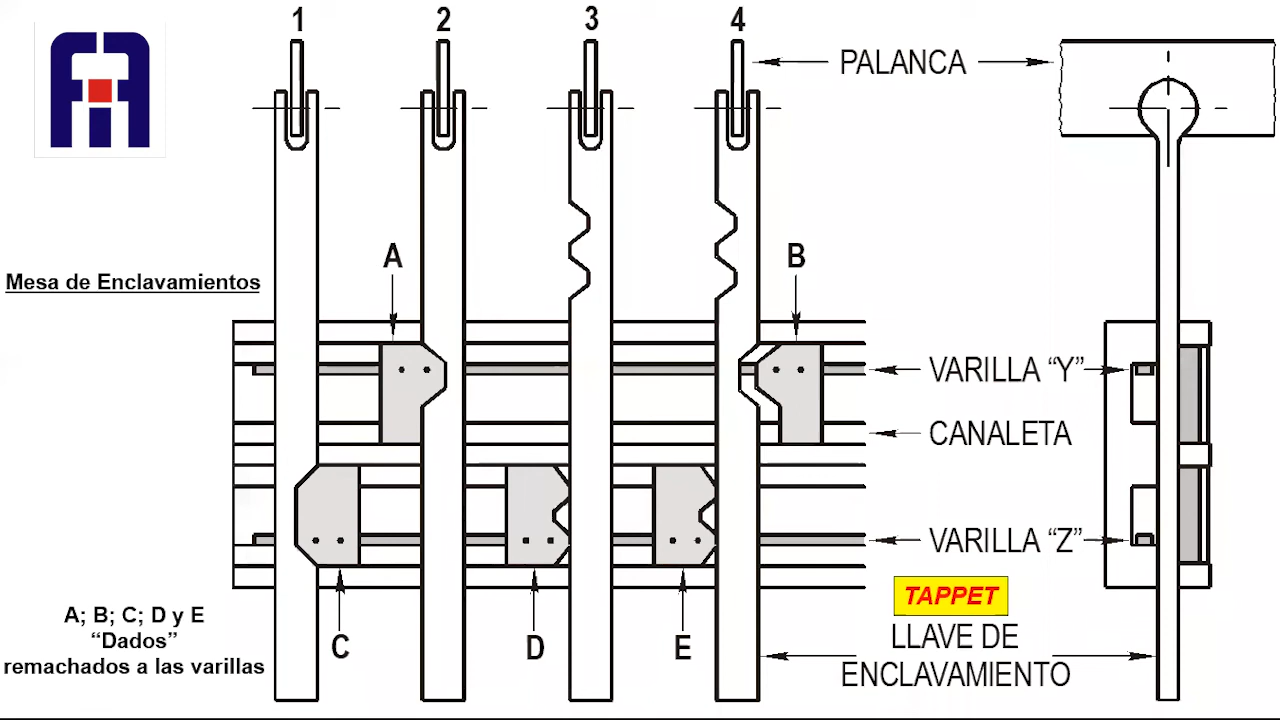 1 2 3 4
PALANCA
A B
Mesa de Enclavamientos
VARILLA “Y”
CANALETA
VARILLA “Z”
TAPPET
A; B; C; D y E
“Dados”
remachados a las varillas
C D E
LLAVE DE
ENCLAVAMIENTO